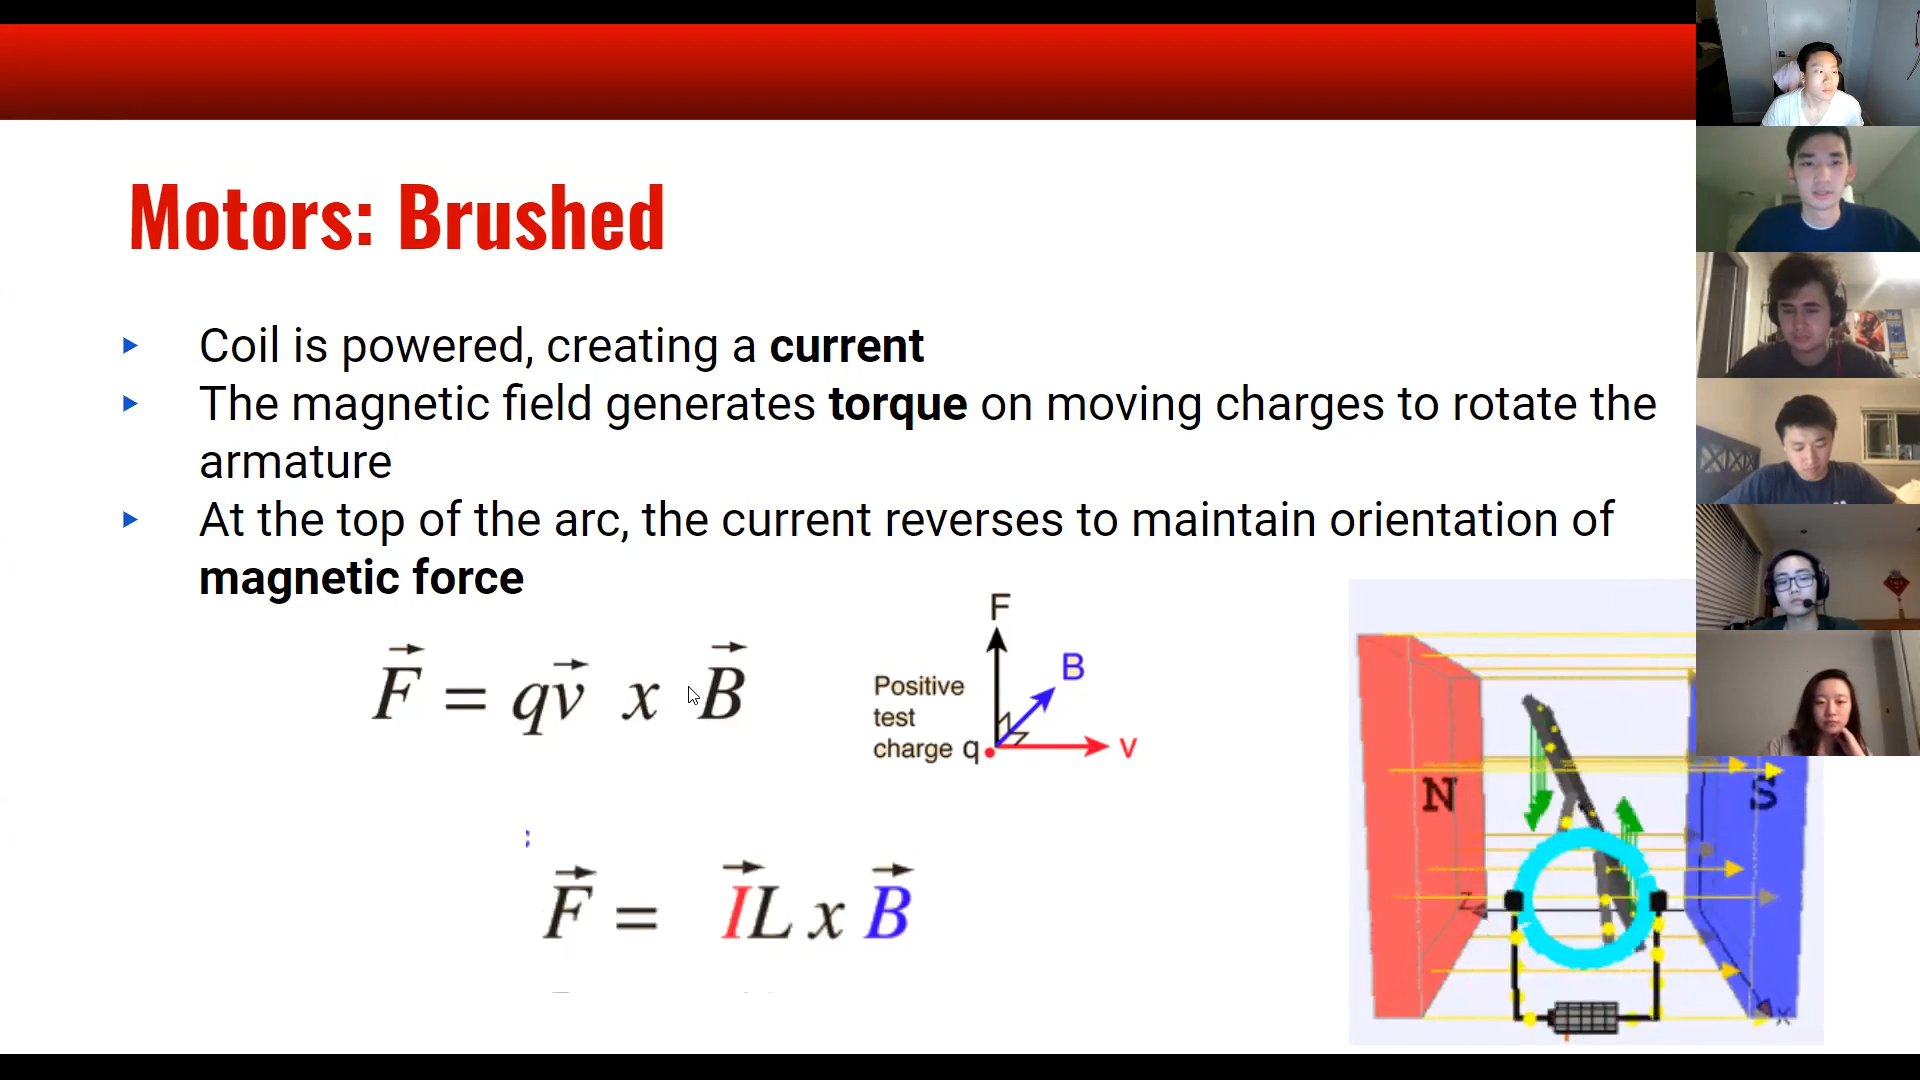 Motors: Brushed
▸ Coil is powered, creating a current
▸ The magnetic field generates torque on moving charges to rotate the
armature
▸ At the top of the arc, the current reverses to maintain orientation of
magnetic force
F = qv x B
F
B
Positive
test
charge q
v
F = IL x B
N
S
Z
X